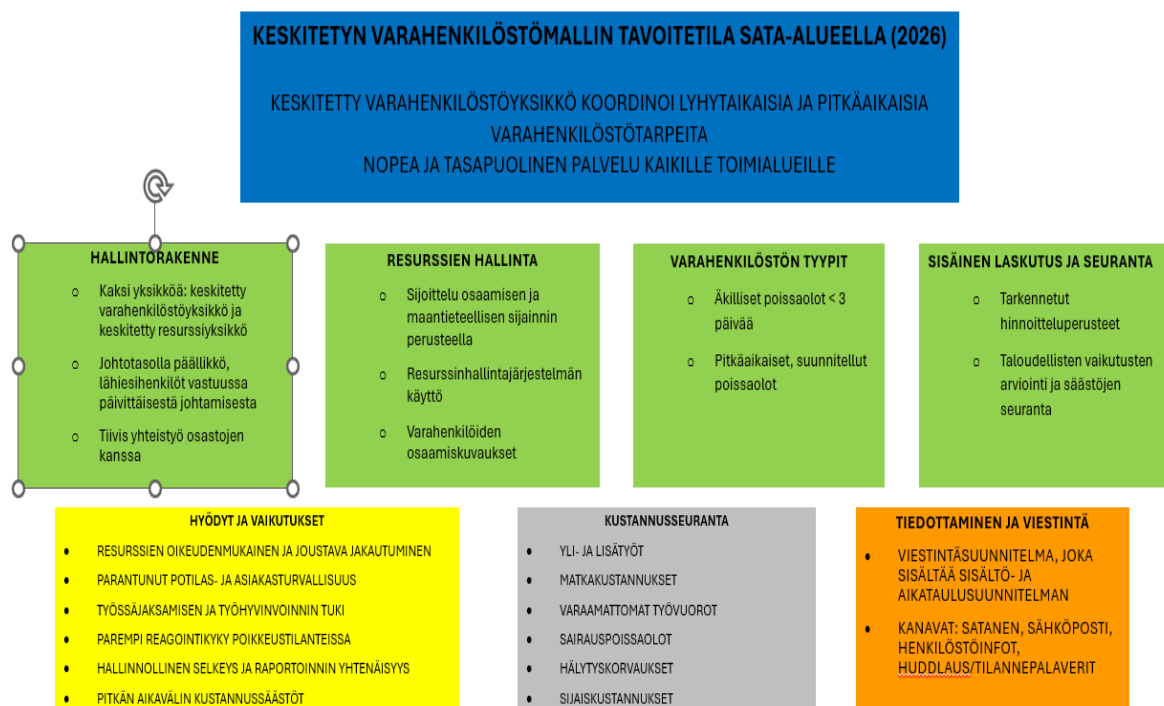 KESKITETYN VARAHENKILÖSTÖMALLIN TAVOITETILA SATA-ALUEELLA (2026)
KESKITETTY VARAHENKILÖSTÖYKSIKKÖ KOORDINOI LYHYTAIKAISIA JA PITKÄAIKAISIA
VARAHENKILÖSTÖTARPEITA
NOPEA JA TASAPUOLINEN PALVELU KAIKILLE TOIMIALUEILLE
HALLINTORAKENNE
o Kaksi yksikköä: keskitetty
varahenkilöstöyksikkö ja
keskitetty resurssiyksikkö
o Johtotasolla päällikkö,
lähiesihenkilöt vastuussa
päivittäisestä johtamisesta
o Tiivis yhteistyö osastojen
kanssa
RESURSSIEN HALLINTA
o Sijoittelu osaamisen ja
maantieteellisen sijainnin
perusteella
o Resurssinhallintajärjestelmän
käyttö
o Varahenkilöiden
osaamiskuvaukset
VARAHENKILÖSTÖN TYYPIT
o Äkilliset poissaolot < 3
päivää
o Pitkäaikaiset, suunnitellut
poissaolot
SISÄINEN LASKUTUS JA SEURANTA
o Tarkennetut
hinnoitteluperusteet
o Taloudellisten vaikutusten
arviointi ja säästöjen
seuranta
HYÖDYT JA VAIKUTUKSET
• RESURSSIEN OIKEUDENMUKAINEN JA JOUSTAVA JAKAUTUMINEN
• PARANTUNUT POTILAS- JA ASIAKASTURVALLISUUS
• TYÖSSÄJAKSAMISEN JA TYÖHYVINVOINNIN TUKI
• PAREMPI REAGOINTIKYKY POIKKEUSTILANTEISSA
• HALLINNOLLINEN SELKEYS JA RAPORTOINNIN YHTENÄISYYS
• PITKÄN AIKAVÄLIN KUSTANNUSSÄÄSTÖT
KUSTANNUSSEURANTA
• YLI- JA LISÄTYÖT
• MATKAKUSTANNUKSET
• VARAAMATTOMAT TYÖVUOROT
• SAIRAUSPOISSAOLOT
• HÄLYTYSKORVAUKSET
• SIJAISKUSTANNUKSET
TIEDOTTAMINEN JA VIESTINTÄ
• VIESTINTÄSUUNNITELMA, JOKA
SISÄLTÄÄ SISÄLTÖ- JA
AIKATAULUSUUNNITELMAN
• KANAVAT: SATANEN, SÄHKÖPOSTI,
HENKILÖSTÖINFOT,
HUDDLAUS/TILANNEPALAVERIT